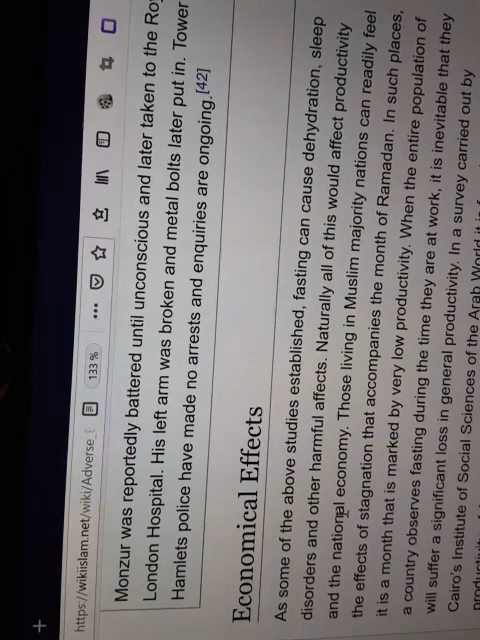 https://wikiislam.net/wiki/Adverse_
133 %
Monzur was reportedly battered until unconscious and later taken to the
London Hospital. His left arm was broken and metal bolts later put in. Tower
Hamlets police have made no arrests and enquiries are ongoing.[42]
Economical Effects
As some of the above studies established, fasting can cause dehydration, sleep
disorders and other harmful affects. Naturally all of this would affect productivity
and the national economy. Those living in Muslim majority nations can readily feel
the effects of stagnation that accompanies the month of Ramadan. In such places,
it is a month that is marked by very low productivity. When the entire population of
a country observes fasting during the time they are at work, it is inevitable that they
will suffer a significant loss in general productivity. In a survey carried out by
Cairo's Institute of Social Sciences of the Arab World it is